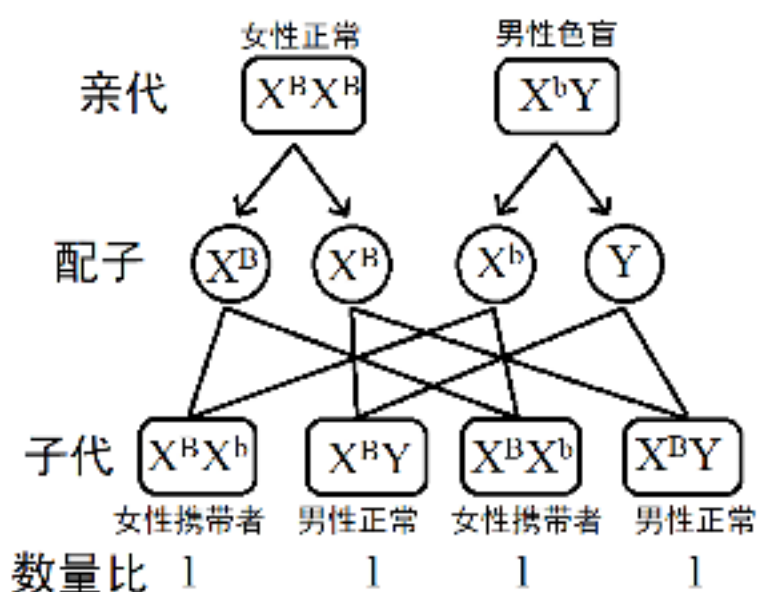 女性正常 男性色盲
亲代 XᴮXᴮ XᵇY
配子 Xᴮ Xᴮ Xᵇ Y
子代 XᴮXᵇ XᴮY XᴮXᵇ XᴮY
女性携带者 男性正常 女性携带者 男性正常
数量比 1 1 1 1